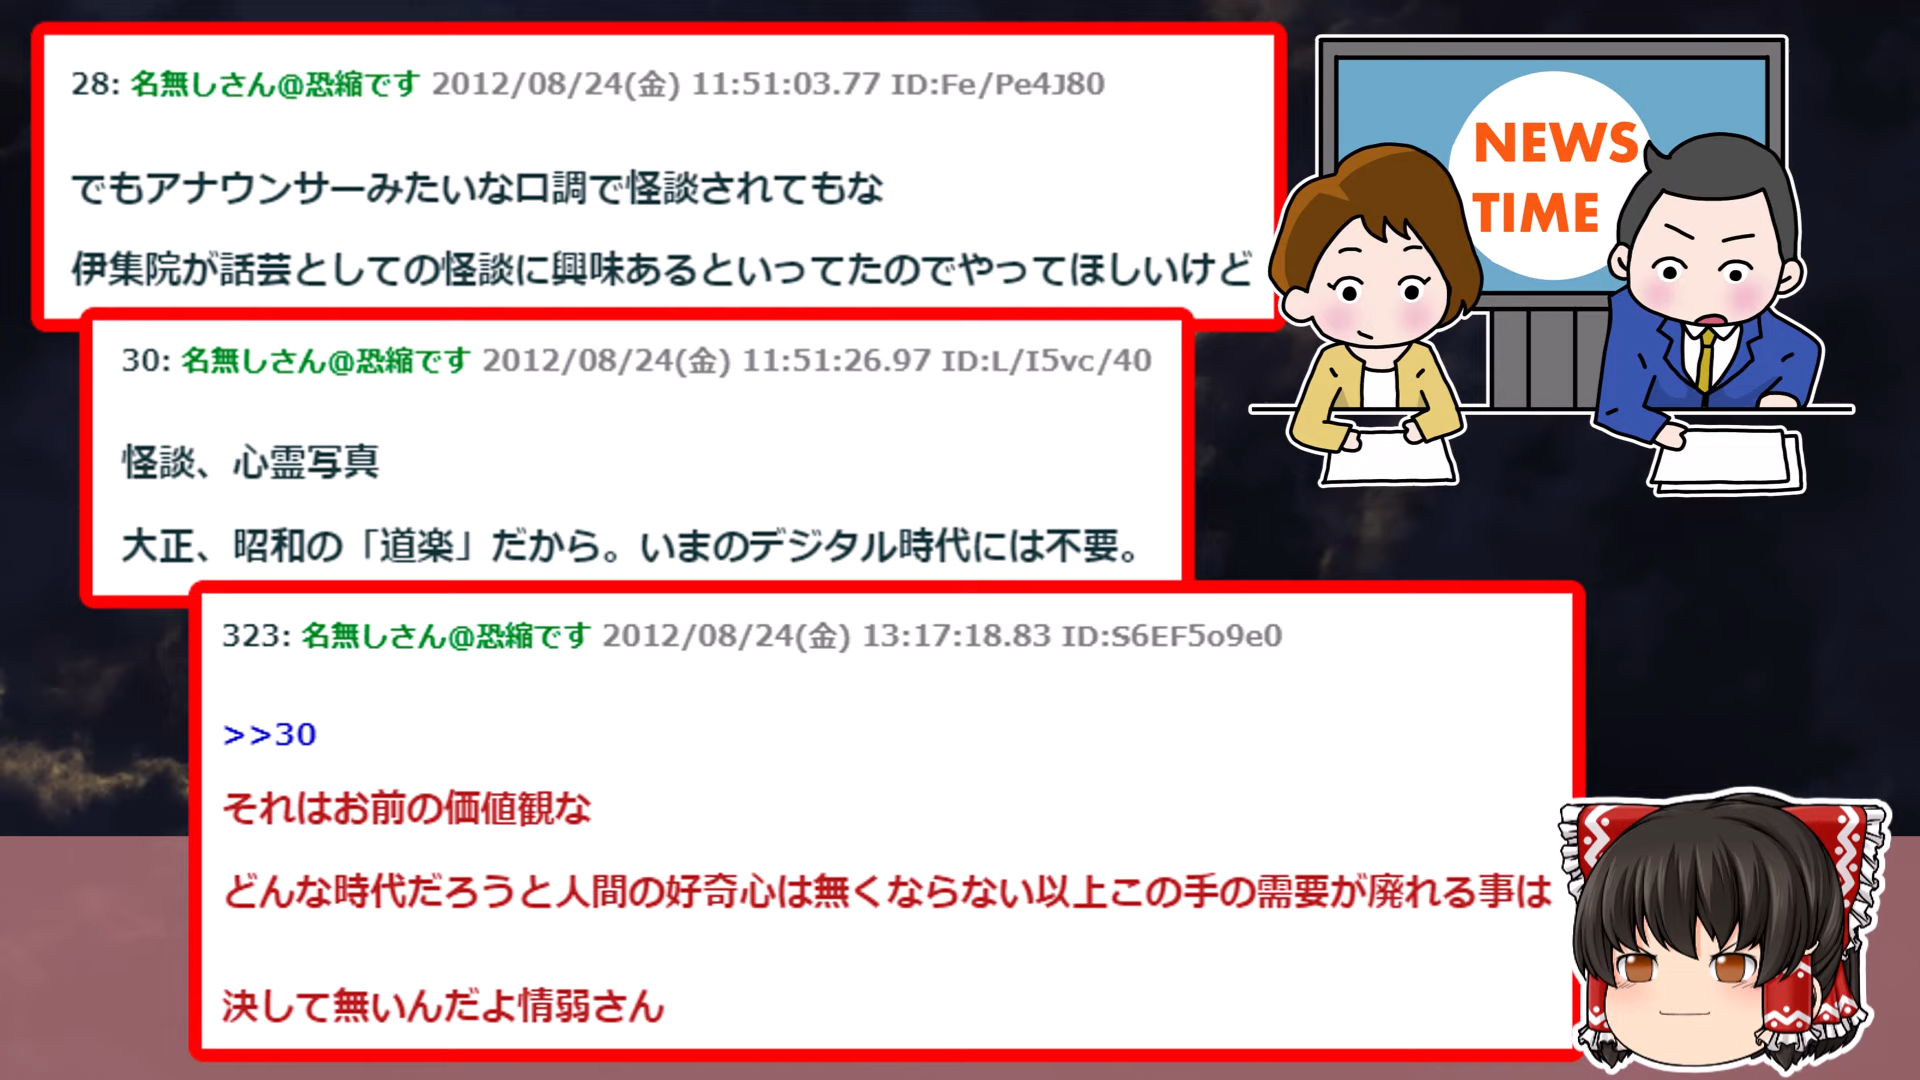 28: 名無しさん@恐縮です 2012/08/24(金) 11:51:03.77 ID:Fe/Pe4J80
でもアナウンサーみたいな口調で怪談されてもな
伊集院が話芸としての怪談に興味あるといってたのでやってほしいけど
NEWS
TIME
30: 名無しさん@恐縮です 2012/08/24(金) 11:51:26.97 ID:L/I5vc/40
怪談、心霊写真
大正、昭和の「道楽」だから。いまのデジタル時代には不要。
323: 名無しさん@恐縮です 2012/08/24(金) 13:17:18.83 ID:S6EF5o9e0
>>30
それはお前の価値観な
どんな時代だろうと人間の好奇心は無くならない以上この手の需要が廃れる事は
決して無いんだよ情弱さん